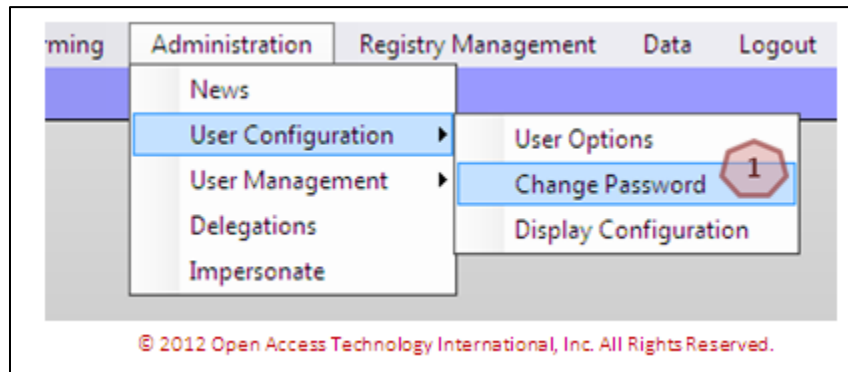 rming Administration Registry Management Data Logout
News
User Configuration
User Options
1
User Management
Change Password
Delegations
Display Configuration
Impersonate
© 2012 Open Access Technology International, Inc. All Rights Reserved.